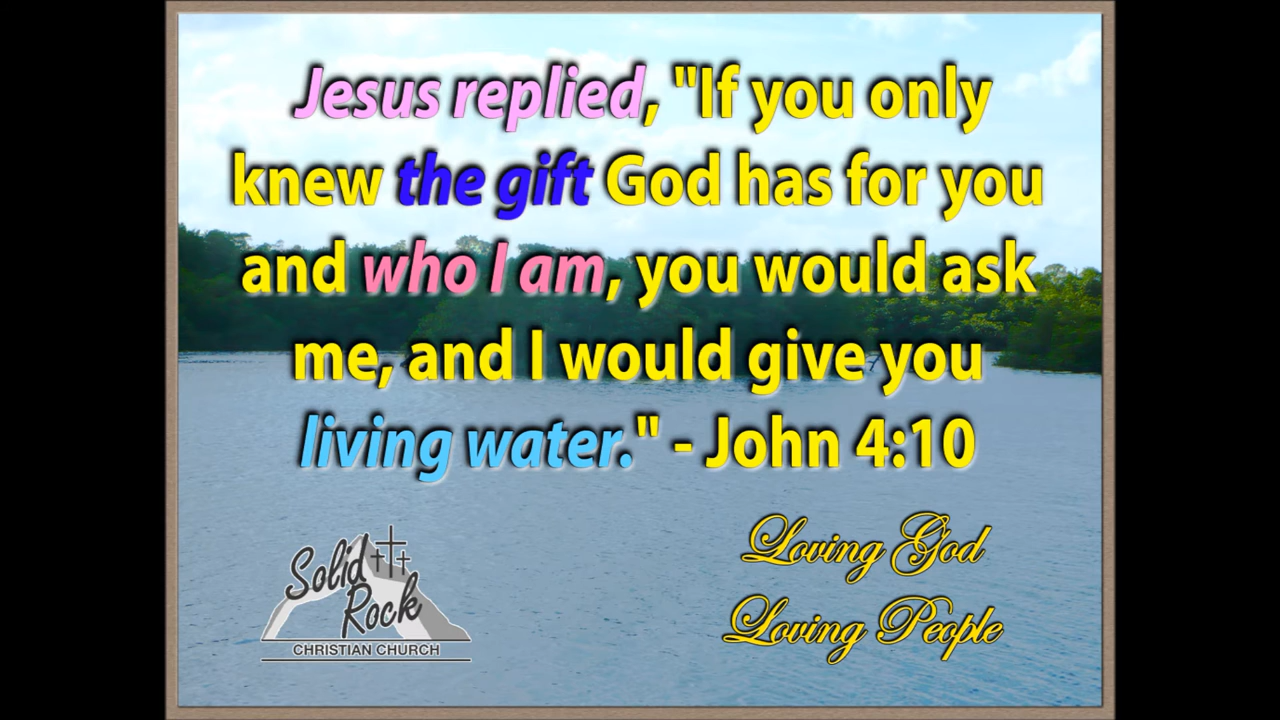 Jesus replied, "If you only
knew the gift God has for you
and who I am, you would ask
me, and I would give you
living water." - John 4:10
Solid
Rock
CHRISTIAN CHURCH
Loving God
Loving People